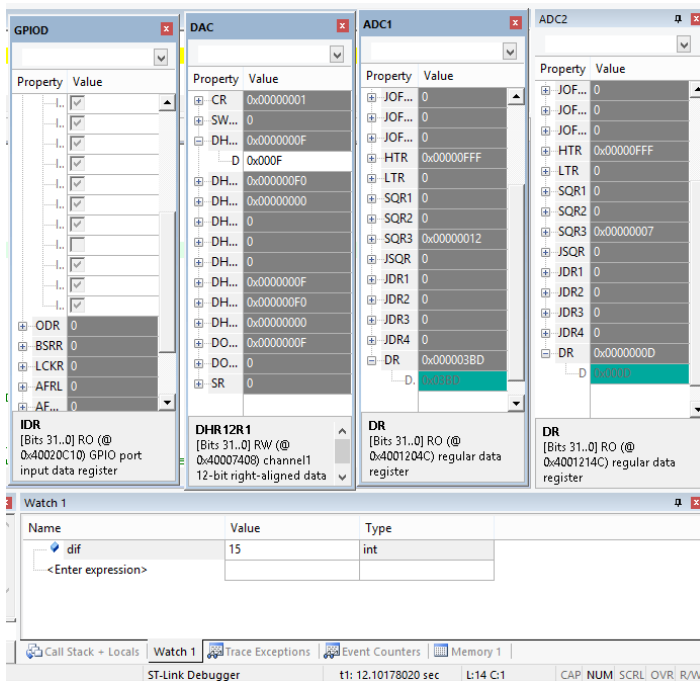 GPIOD
Property Value
I...
I...
I...
I...
I...
I...
I...
I...
I...
I...
I...
ODR 0
BSRR 0
LCKR 0
AFRL 0
AF... 0
IDR
[Bits 31..0] RO (@
0x40020C10) GPIO port
input data register
DAC
Property Value
CR 0x00000001
SW... 0
DH... 0x0000000F
D 0x000F
DH... 0x000000F0
DH... 0x00000000
DH... 0
DH... 0
DH... 0
DH... 0x0000000F
DH... 0x000000F0
DH... 0x00000000
DO... 0x0000000F
DO... 0
SR 0
DHR12R1
[Bits 31..0] RW (@
0x40007408) channel1
12-bit right-aligned data
ADC1
Property Value
JOF... 0
JOF... 0
JOF... 0
HTR 0x00000FFF
LTR 0
SQR1 0
SQR2 0
SQR3 0x00000012
JSQR 0
JDR1 0
JDR2 0
JDR3 0
JDR4 0
DR 0x000003BD
D. 0x03BD
DR
[Bits 31..0] RO (@
0x4001204C) regular data
register
ADC2
Property Value
JOF... 0
JOF... 0
JOF... 0
HTR 0x00000FFF
LTR 0
SQR1 0
SQR2 0
SQR3 0x00000007
JSQR 0
JDR1 0
JDR2 0
JDR3 0
JDR4 0
DR 0x0000000D
D 0x000D
DR
[Bits 31..0] RO (@
0x4001214C) regular data
register
Watch 1
Name Value Type
dif 15 int
<Enter expression>
Call Stack + Locals Watch 1 Trace Exceptions Event Counters Memory 1
ST-Link Debugger t1: 12.10178020 sec L:14 C:1 CAP NUM SCRL OVR R/W